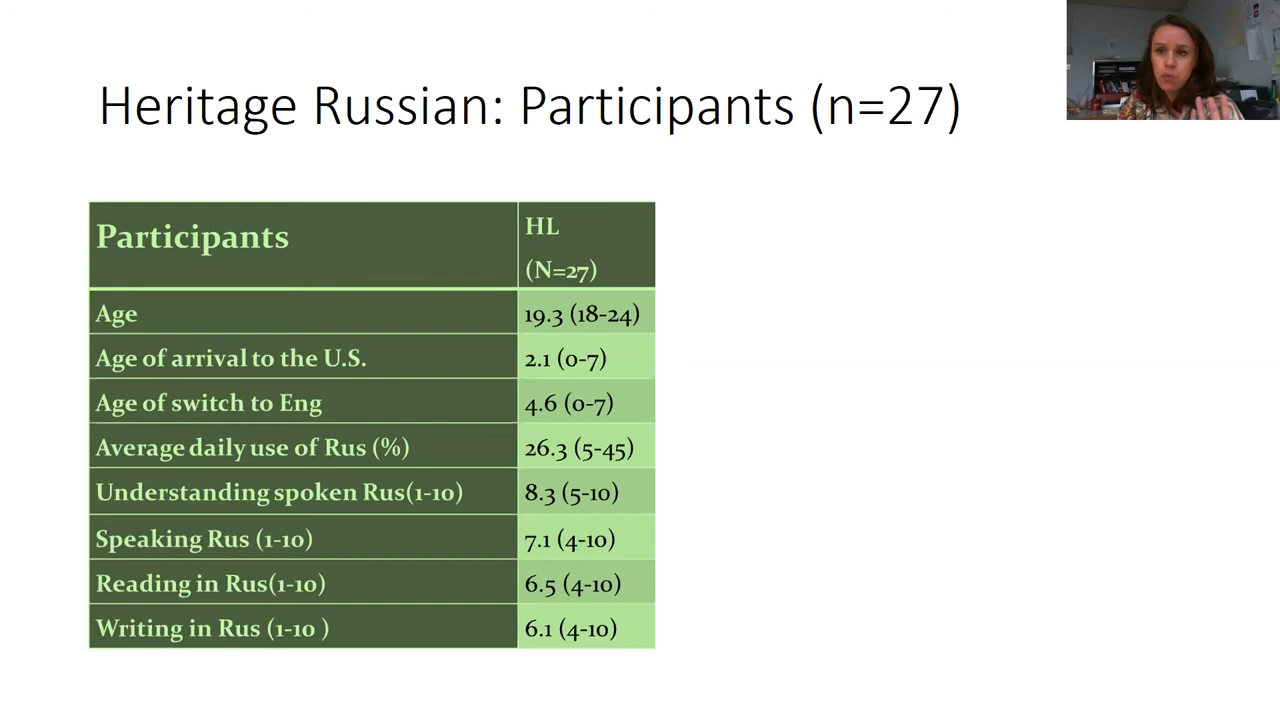 Heritage Russian: Participants (n=27)
Participants HL
(N=27)
Age 19.3 (18-24)
Age of arrival to the U.S. 2.1 (0-7)
Age of switch to Eng 4.6 (0-7)
Average daily use of Rus (%) 26.3 (5-45)
Understanding spoken Rus(1-10) 8.3 (5-10)
Speaking Rus (1-10) 7.1 (4-10)
Reading in Rus(1-10) 6.5 (4-10)
Writing in Rus (1-10 ) 6.1 (4-10)